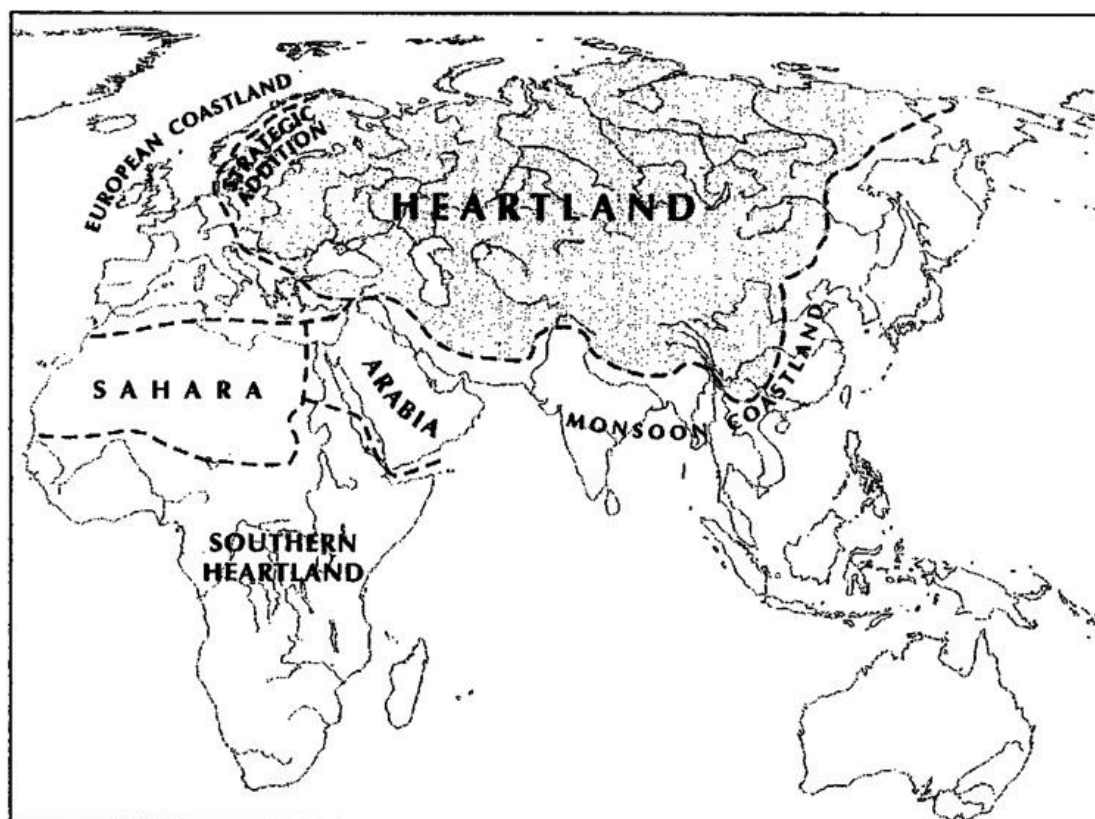 EUROPEAN COASTLAND
STRATEGIC
ADDITION
HEARTLAND
SAHARA
ARABIA
MONSOON COASTLAND
SOUTHERN
HEARTLAND